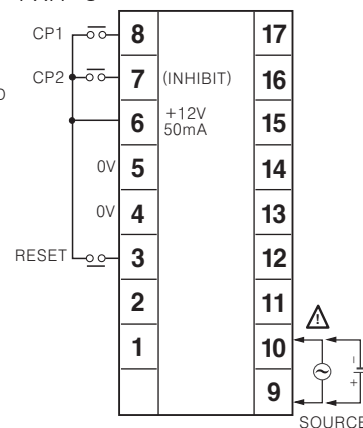 CP1 8 17
CP2 7 (INHIBIT) 16
6 +12V 15
50mA
0V 5 14
0V 4 13
RESET 3 12
2 11
1 10
9
SOURCE